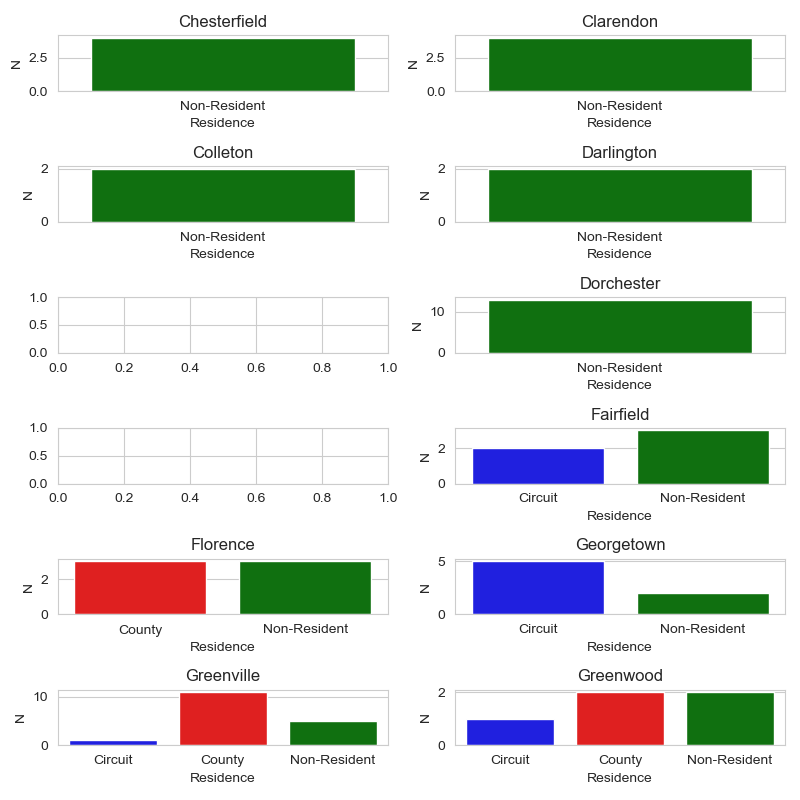 Chesterfield Clarendon
2.5 2.5
N N
0.0 0.0
Non-Resident Non-Resident
Residence Residence
Colleton Darlington
2 2
N N
0 0
Non-Resident Non-Resident
Residence Residence
Dorchester
1.0
10
0.5 N
0.0 0
0.0 0.2 0.4 0.6 0.8 1.0 Non-Resident
Residence
Fairfield
1.0
0.5 2
N
0.0 0
0.0 0.2 0.4 0.6 0.8 1.0 Circuit Non-Resident
Residence
Florence Georgetown
5
2
N N
0 0
County Non-Resident Circuit Non-Resident
Residence Residence
Greenville Greenwood
10 2
N N
0 0
Circuit County Non-Resident Circuit County Non-Resident
Residence Residence